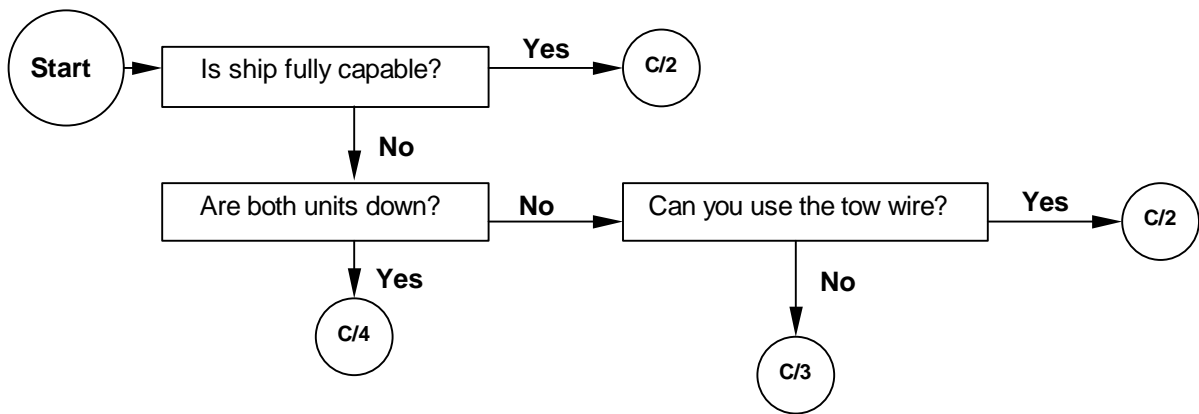 Start
Is ship fully capable?
Yes
C/2
No
Are both units down?
No
Can you use the tow wire?
Yes
C/2
Yes
No
C/4
C/3